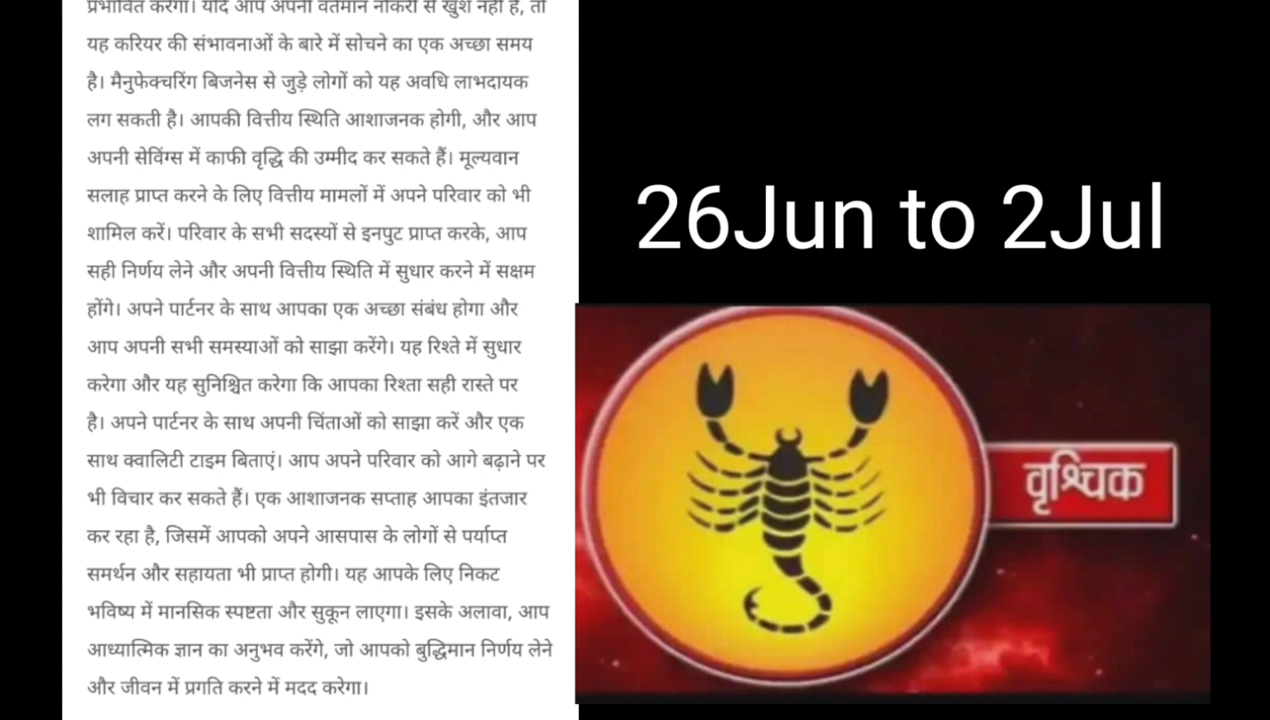 प्रभावित करेगा। यदि आप अपनी वर्तमान नौकरी से खुश नहीं हैं, तो
यह करियर की संभावनाओं के बारे में सोचने का एक अच्छा समय
है। मैनुफेक्चरिंग बिजनेस से जुड़े लोगों को यह अवधि लाभदायक
लग सकती है। आपकी वित्तीय स्थिति आशाजनक होगी, और आप
अपनी सेविंग्स में काफी वृद्धि की उम्मीद कर सकते हैं। मूल्यवान
सलाह प्राप्त करने के लिए वित्तीय मामलों में अपने परिवार को भी
शामिल करें। परिवार के सभी सदस्यों से इनपुट प्राप्त करके, आप
सही निर्णय लेने और अपनी वित्तीय स्थिति में सुधार करने में सक्षम
होंगे। अपने पार्टनर के साथ आपका एक अच्छा संबंध होगा और
आप अपनी सभी समस्याओं को साझा करेंगे। यह रिश्ते में सुधार
करेगा और यह सुनिश्चित करेगा कि आपका रिश्ता सही रास्ते पर
है। अपने पार्टनर के साथ अपनी चिंताओं को साझा करें और एक
साथ क्वालिटी टाइम बिताएं। आप अपने परिवार को आगे बढ़ाने पर
भी विचार कर सकते हैं। एक आशाजनक सप्ताह आपका इंतजार
कर रहा है, जिसमें आपको अपने आसपास के लोगों से पर्याप्त
समर्थन और सहायता भी प्राप्त होगी। यह आपके लिए निकट
भविष्य में मानसिक स्पष्टता और सुकून लाएगा। इसके अलावा, आप
आध्यात्मिक ज्ञान का अनुभव करेंगे, जो आपको बुद्धिमान निर्णय लेने
और जीवन में प्रगति करने में मदद करेगा।
26Jun to 2Jul
वृश्चिक